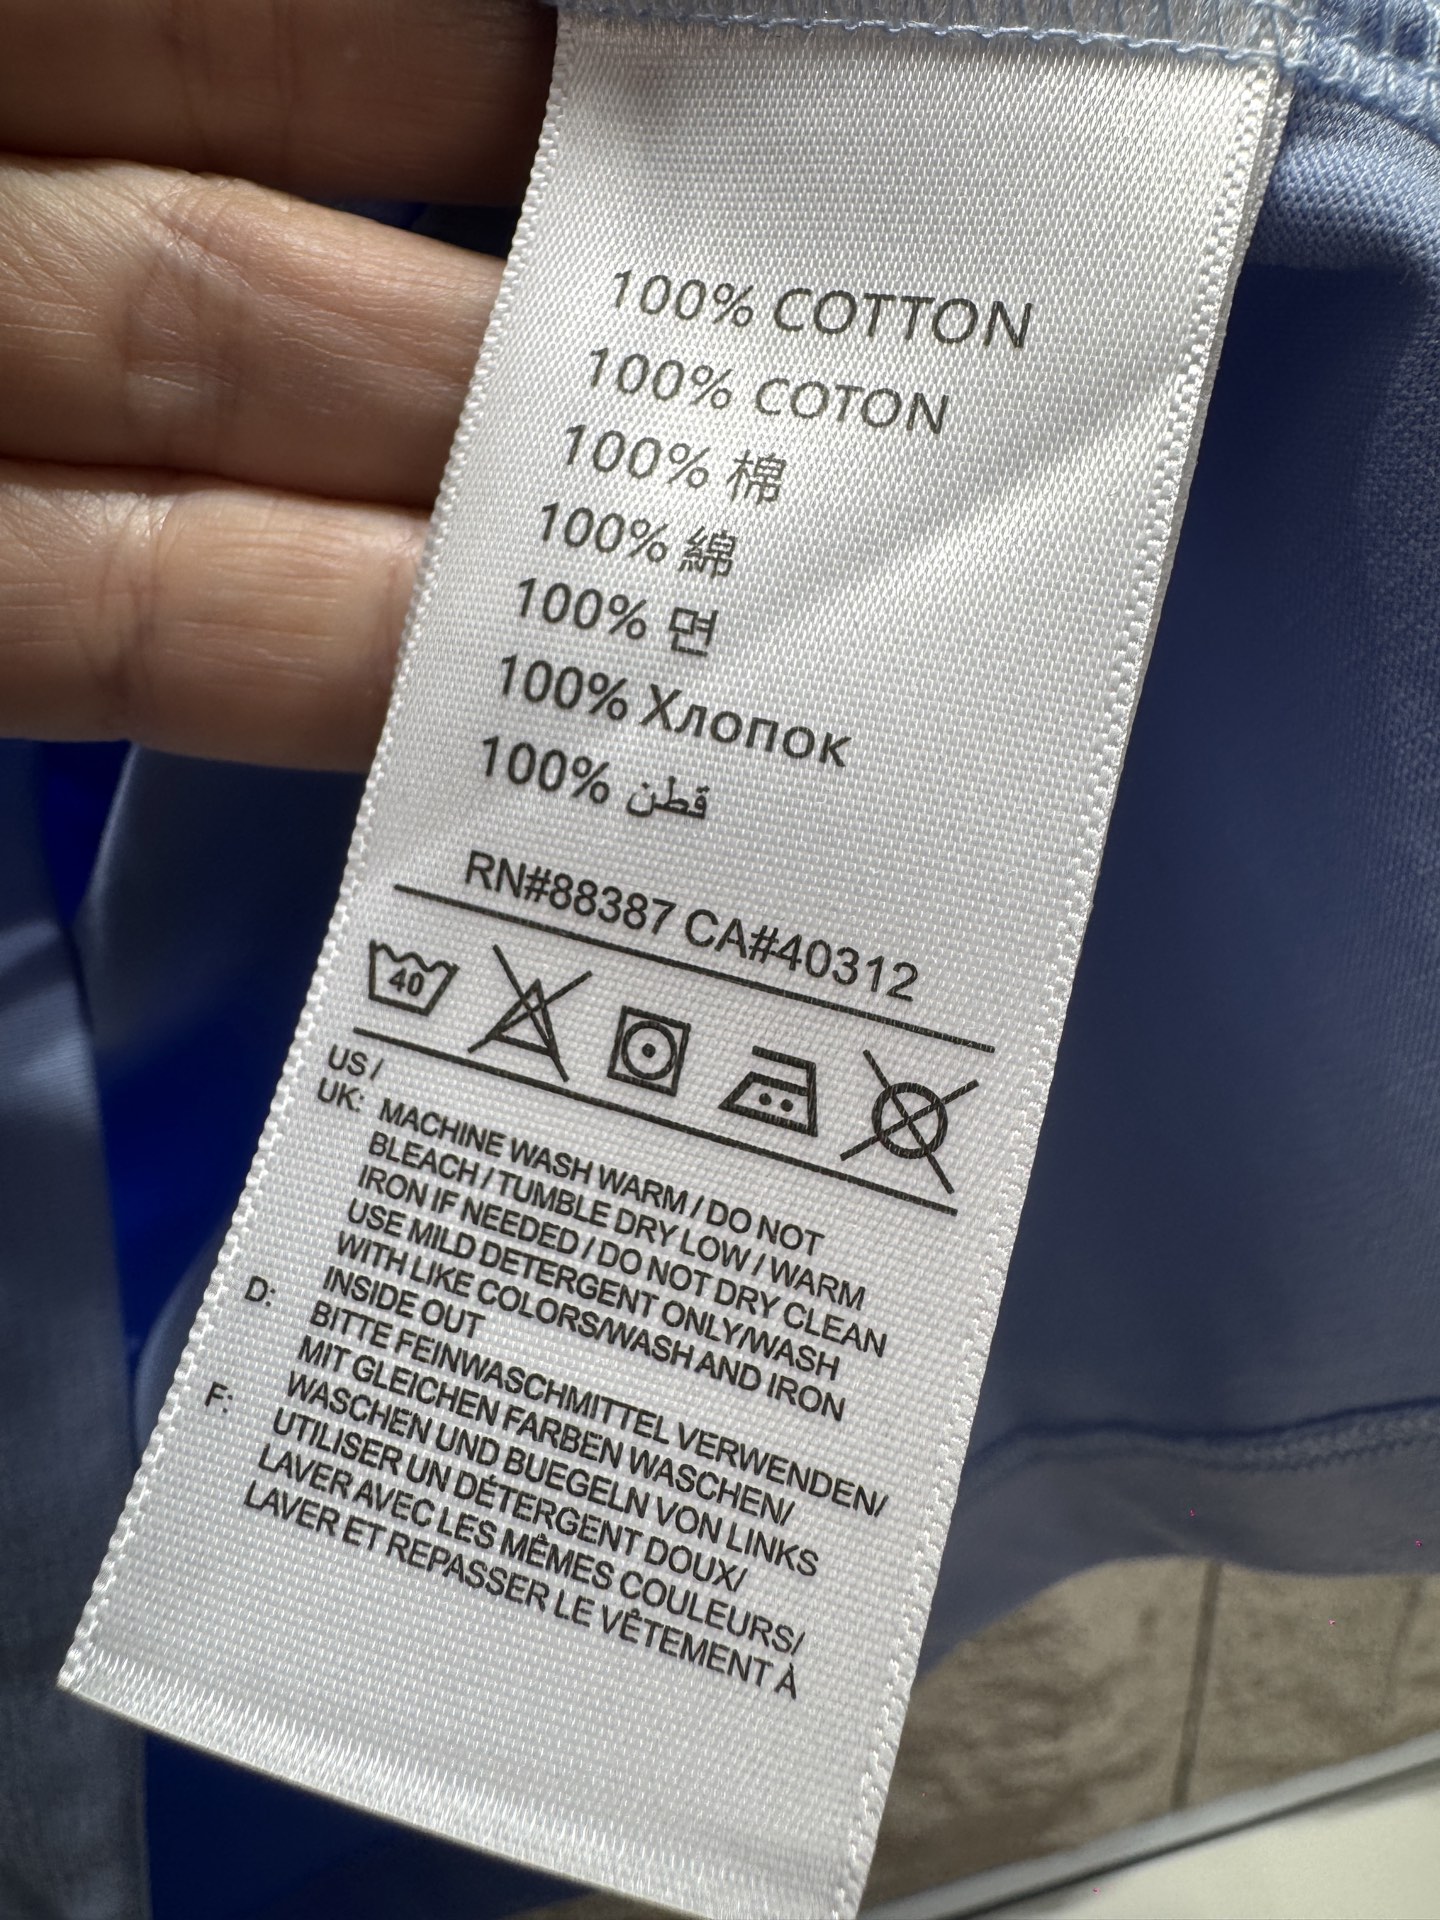 100% COTTON
100% COTON
100% 棉
100% 綿
100% 면
100% Хлопок
100% قطن
RN#88387 CA#40312
40
US /
UK: MACHINE WASH WARM / DO NOT
BLEACH / TUMBLE DRY LOW / WARM
IRON IF NEEDED / DO NOT DRY CLEAN
USE MILD DETERGENT ONLY/WASH
WITH LIKE COLORS/WASH AND IRON
INSIDE OUT
D: BITTE FEINWASCHMITTEL VERWENDEN/
MIT GLEICHEN FARBEN WASCHEN/
WASCHEN UND BUEGELN VON LINKS
F: UTILISER UN DÉTERGENT DOUX/
LAVER AVEC LES MÊMES COULEURS/
LAVER ET REPASSER LE VÊTEMENT À